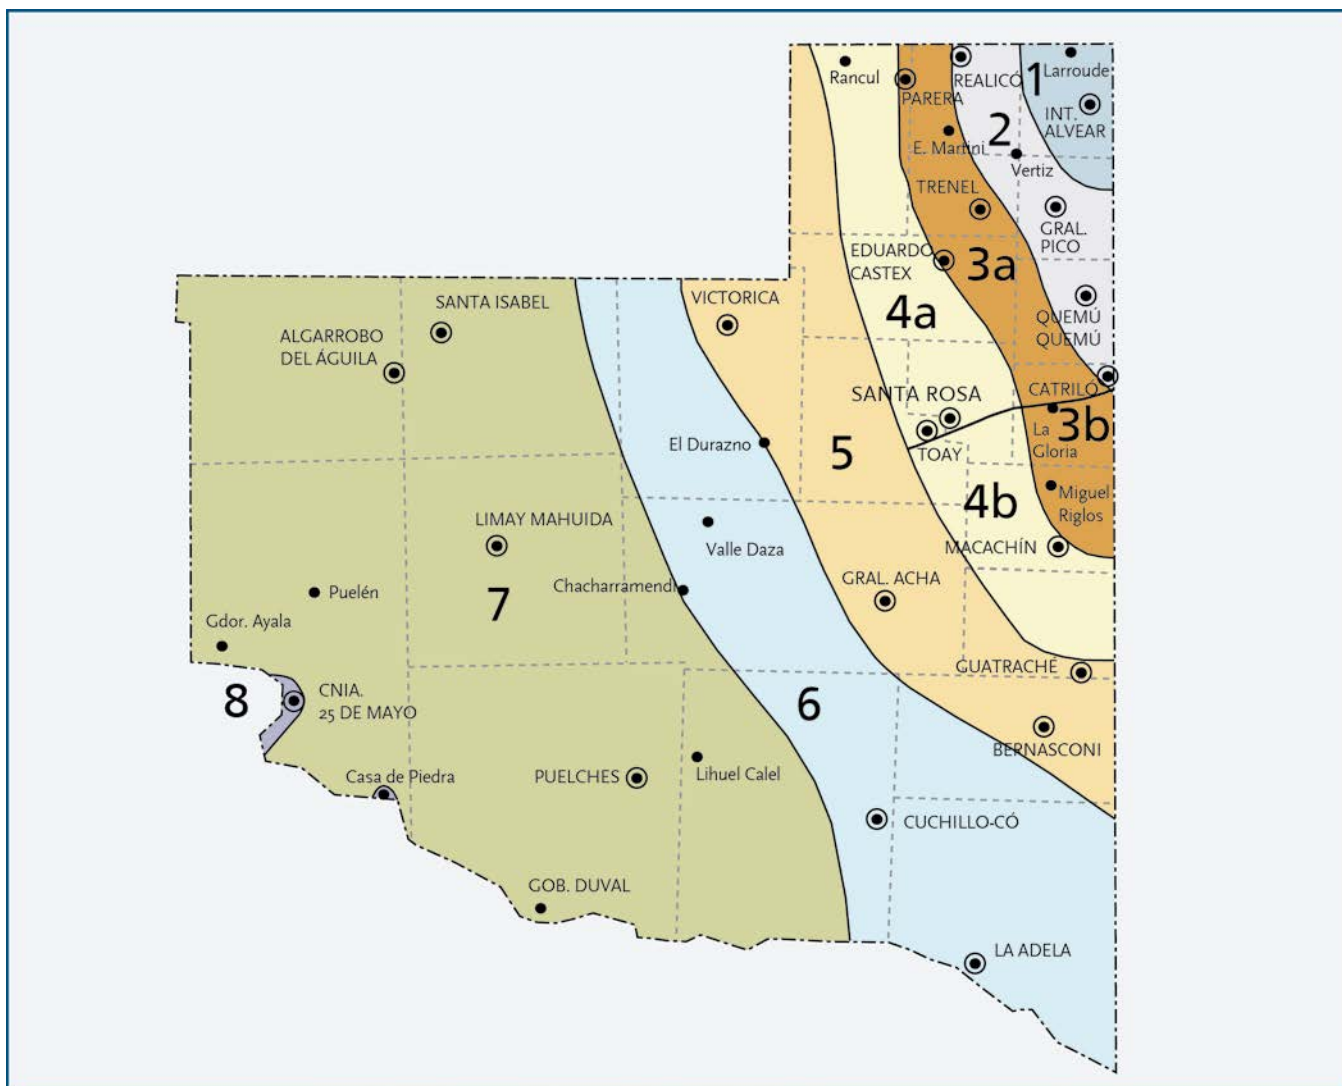 Rancul
PARERA
REALICÓ
1
Larroude
INT.
ALVEAR
2
E. Martini
Vertiz
TRENEL
GRAL.
PICO
EDUARDO
CASTEX
3a
4a
QUEMÚ
QUEMÚ
SANTA ISABEL
VICTORICA
ALGARROBO
DEL ÁGUILA
SANTA ROSA
CATRILÓ
3b
La
Gloria
TOAY
El Durazno
5
4b
Miguel
Riglos
LIMAY MAHUIDA
Valle Daza
MACACHÍN
Chacharramendi
GRAL. ACHA
Puelén
7
Gdor. Ayala
GUATRACHÉ
8
CNIA.
25 DE MAYO
6
BERNASCONI
Casa de Piedra
PUELCHES
Lihuel Calel
CUCHILLO-CÓ
GOB. DUVAL
LA ADELA